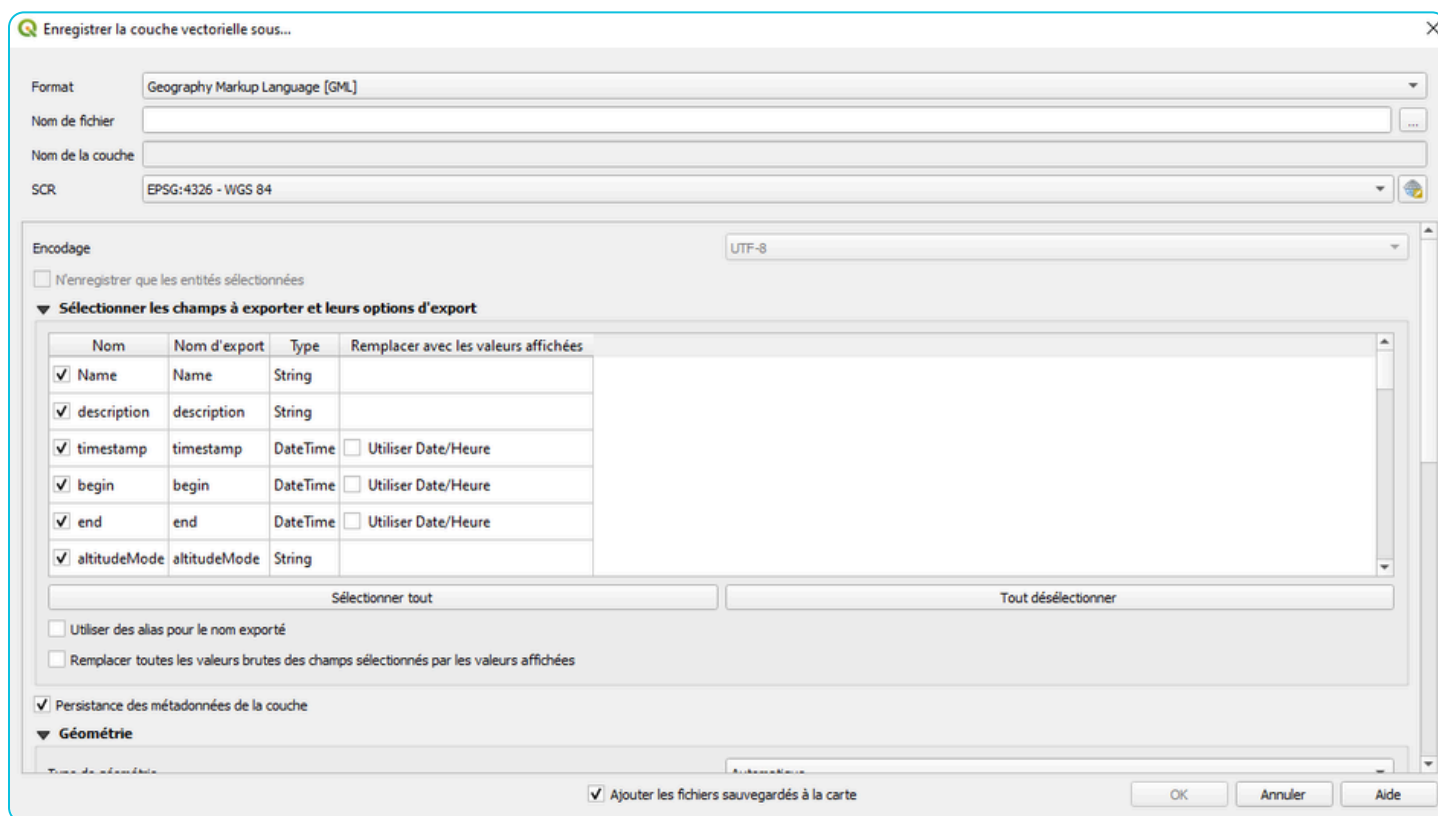 Enregistrer la couche vectorielle sous...
Format Geography Markup Language [GML]
Nom de fichier ...
Nom de la couche
SCR EPSG:4326 - WGS 84
Encodage UTF-8
N'enregistrer que les entités sélectionnées
Sélectionner les champs à exporter et leurs options d'export
Nom Nom d'export Type Remplacer avec les valeurs affichées
Name Name String
description description String
timestamp timestamp DateTime Utiliser Date/Heure
begin begin DateTime Utiliser Date/Heure
end end DateTime Utiliser Date/Heure
altitudeMode altitudeMode String
Sélectionner tout Tout désélectionner
Utiliser des alias pour le nom exporté
Remplacer toutes les valeurs brutes des champs sélectionnés par les valeurs affichées
Persistance des métadonnées de la couche
Géométrie
Type de géométrie Automatique
Ajouter les fichiers sauvegardés à la carte OK Annuler Aide